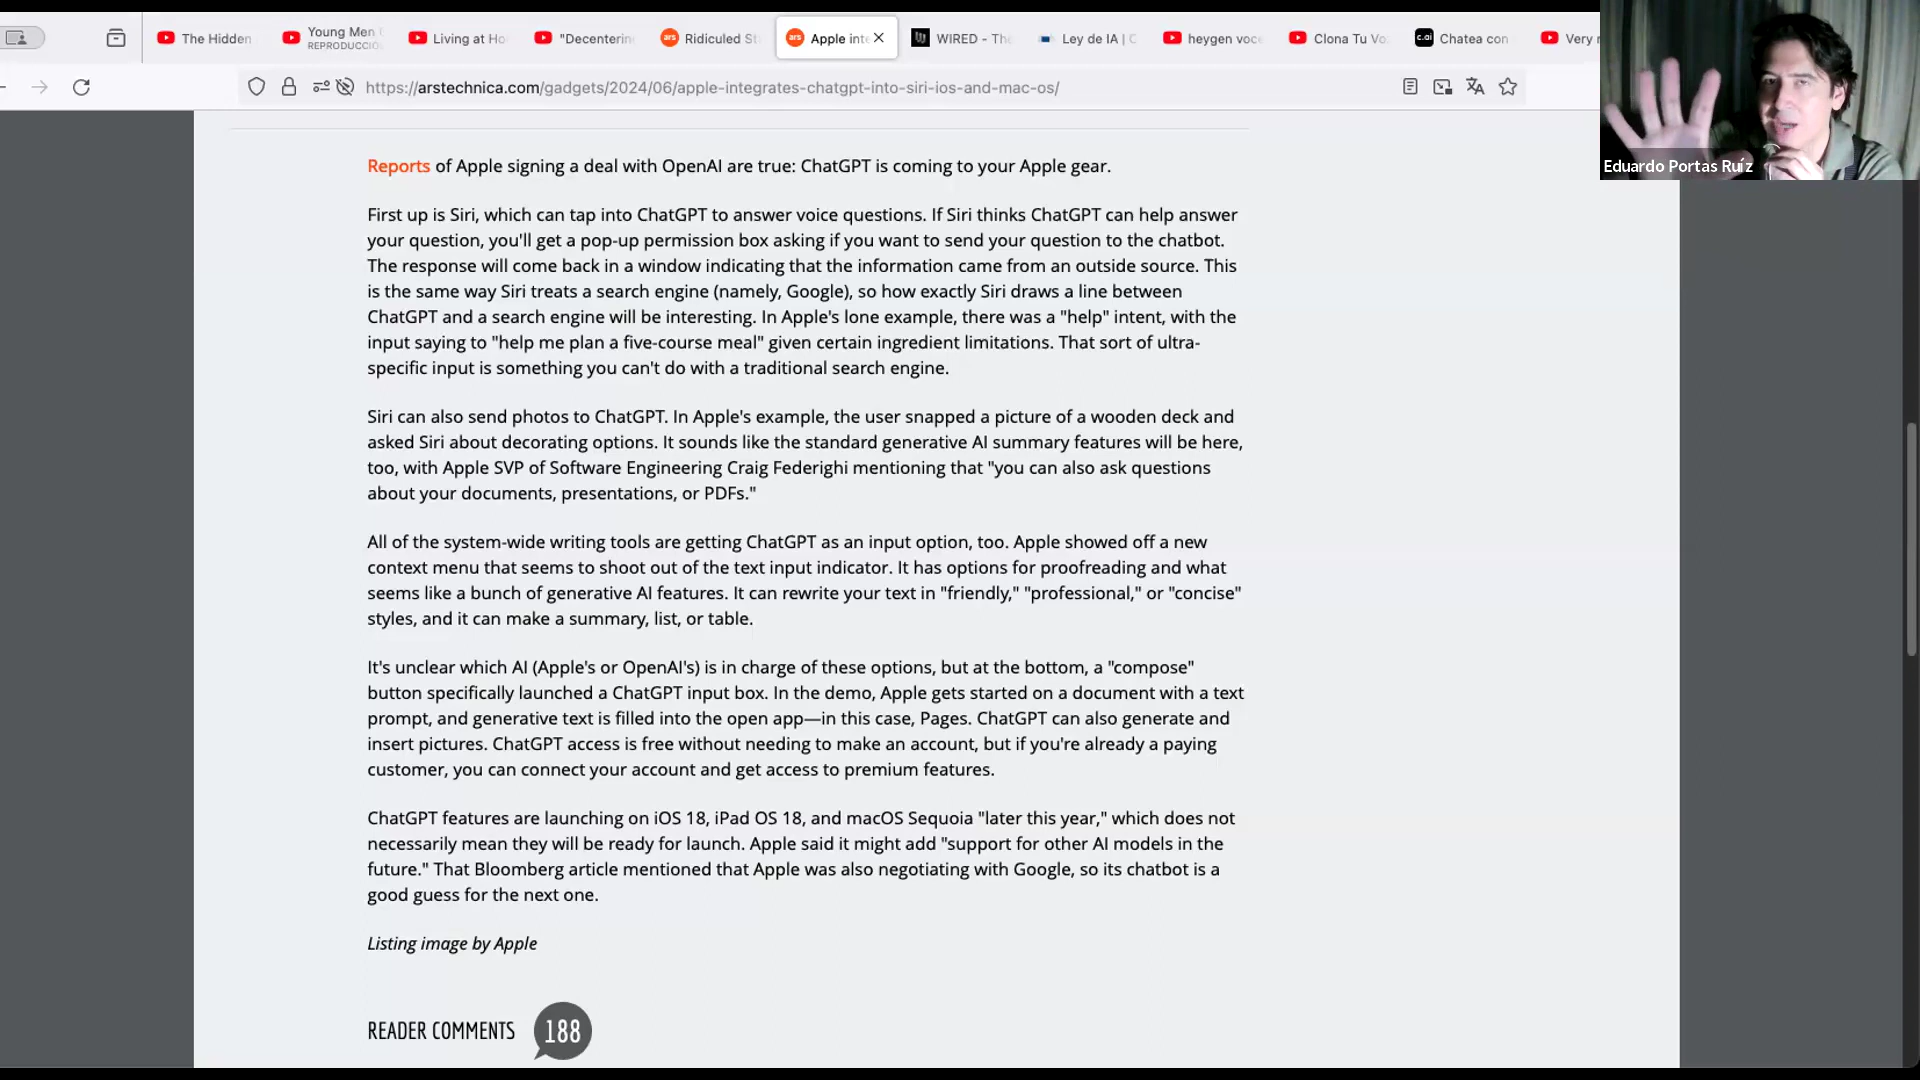 The Hidden
Young Men
REPRODUCCIÓ
Living at Ho
"Decentering
Ridiculed St
Apple inte
WIRED - The
Ley de IA | C
heygen voc
Clona Tu Vo
c.ai
Chatea con
Very
https://arstechnica.com/gadgets/2024/06/apple-integrates-chatgpt-into-siri-ios-and-mac-os/
Eduardo Portas Ruíz
Reports of Apple signing a deal with OpenAI are true: ChatGPT is coming to your Apple gear.
First up is Siri, which can tap into ChatGPT to answer voice questions. If Siri thinks ChatGPT can help answer
your question, you'll get a pop-up permission box asking if you want to send your question to the chatbot.
The response will come back in a window indicating that the information came from an outside source. This
is the same way Siri treats a search engine (namely, Google), so how exactly Siri draws a line between
ChatGPT and a search engine will be interesting. In Apple's lone example, there was a "help" intent, with the
input saying to "help me plan a five-course meal" given certain ingredient limitations. That sort of ultra-
specific input is something you can't do with a traditional search engine.
Siri can also send photos to ChatGPT. In Apple's example, the user snapped a picture of a wooden deck and
asked Siri about decorating options. It sounds like the standard generative AI summary features will be here,
too, with Apple SVP of Software Engineering Craig Federighi mentioning that "you can also ask questions
about your documents, presentations, or PDFs."
All of the system-wide writing tools are getting ChatGPT as an input option, too. Apple showed off a new
context menu that seems to shoot out of the text input indicator. It has options for proofreading and what
seems like a bunch of generative AI features. It can rewrite your text in "friendly," "professional," or "concise"
styles, and it can make a summary, list, or table.
It's unclear which AI (Apple's or OpenAI's) is in charge of these options, but at the bottom, a "compose"
button specifically launched a ChatGPT input box. In the demo, Apple gets started on a document with a text
prompt, and generative text is filled into the open app—in this case, Pages. ChatGPT can also generate and
insert pictures. ChatGPT access is free without needing to make an account, but if you're already a paying
customer, you can connect your account and get access to premium features.
ChatGPT features are launching on iOS 18, iPad OS 18, and macOS Sequoia "later this year," which does not
necessarily mean they will be ready for launch. Apple said it might add "support for other AI models in the
future." That Bloomberg article mentioned that Apple was also negotiating with Google, so its chatbot is a
good guess for the next one.
Listing image by Apple
READER COMMENTS 188